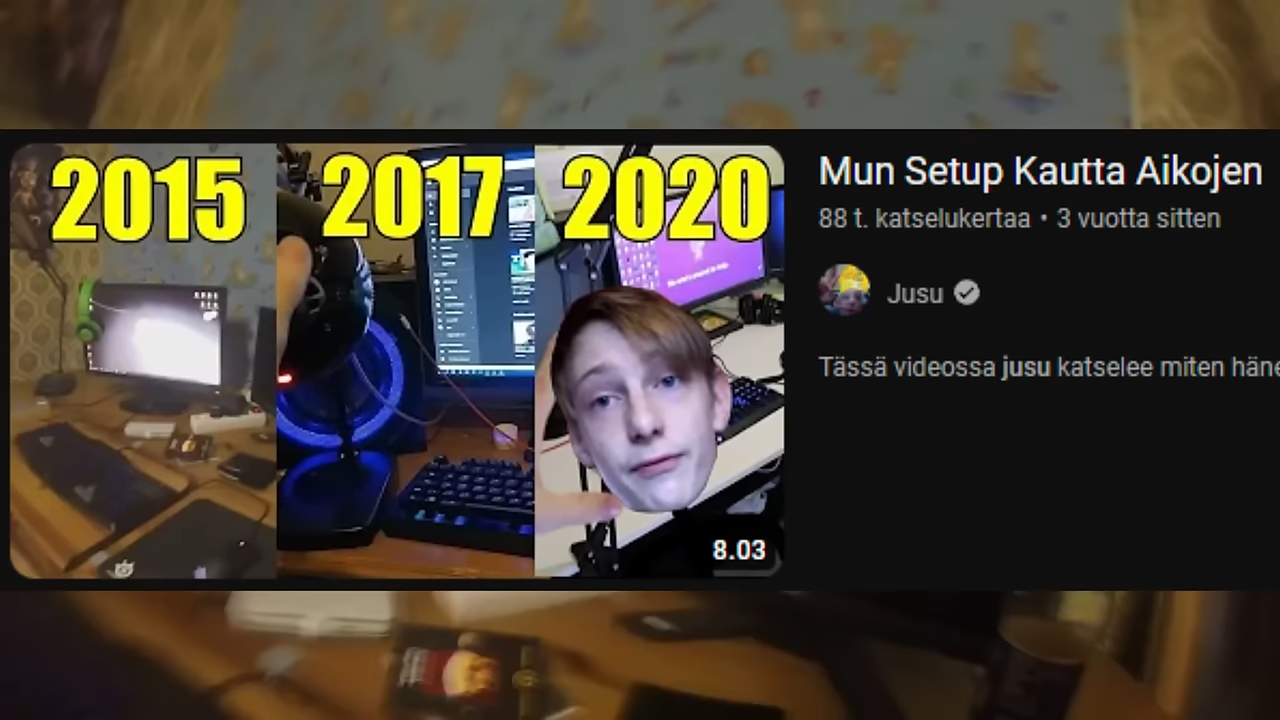 2015
2017
2020
8.03
Mun Setup Kautta Aikojen
88 t. katselukertaa • 3 vuotta sitten
Jusu
Tässä videossa jusu katselee miten häne